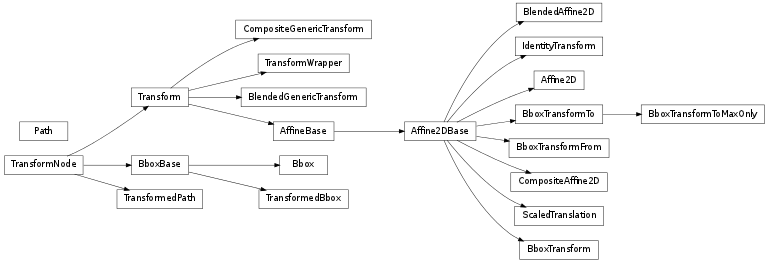 BlendedAffine2D
CompositeGenericTransform
IdentityTransform
TransformWrapper
Affine2D
Transform
BlendedGenericTransform
BboxTransformTo
BboxTransformToMaxOnly
Path
AffineBase
Affine2DBase
BboxTransformFrom
TransformNode
BboxBase
Bbox
CompositeAffine2D
TransformedPath
TransformedBbox
ScaledTranslation
BboxTransform